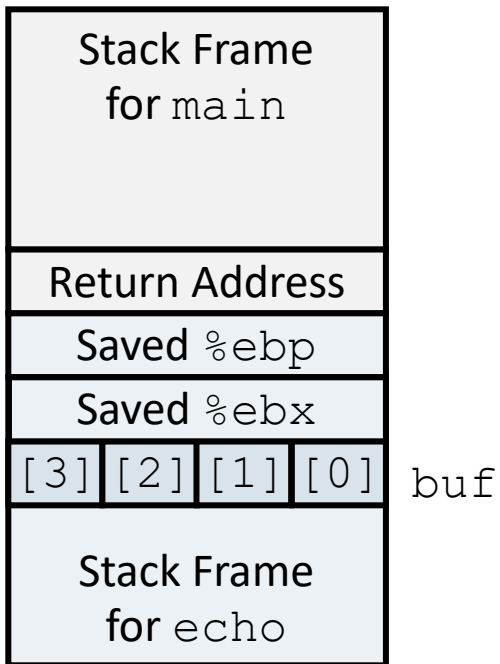 Stack Frame
for main
Return Address
Saved %ebp
Saved %ebx
[3] [2] [1] [0] buf
Stack Frame
for echo